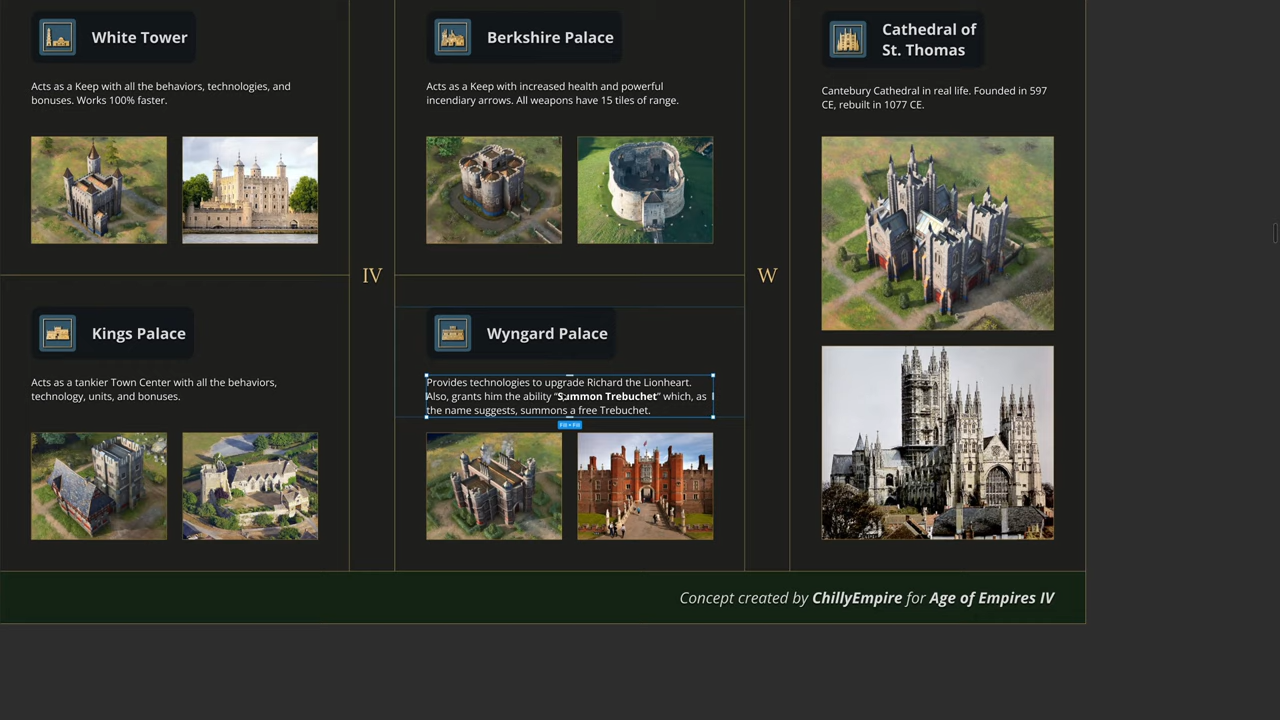 White Tower
Acts as a Keep with all the behaviors, technologies, and
bonuses. Works 100% faster.
Berkshire Palace
Acts as a Keep with increased health and powerful
incendiary arrows. All weapons have 15 tiles of range.
Cathedral of
St. Thomas
Cantebury Cathedral in real life. Founded in 597
CE, rebuilt in 1077 CE.
IV
W
Kings Palace
Acts as a tankier Town Center with all the behaviors,
technology, units, and bonuses.
Wyngard Palace
Provides technologies to upgrade Richard the Lionheart.
Also, grants him the ability “Summon Trebuchet” which, as
the name suggests, summons a free Trebuchet.
Fill × Fill
Concept created by ChillyEmpire for Age of Empires IV